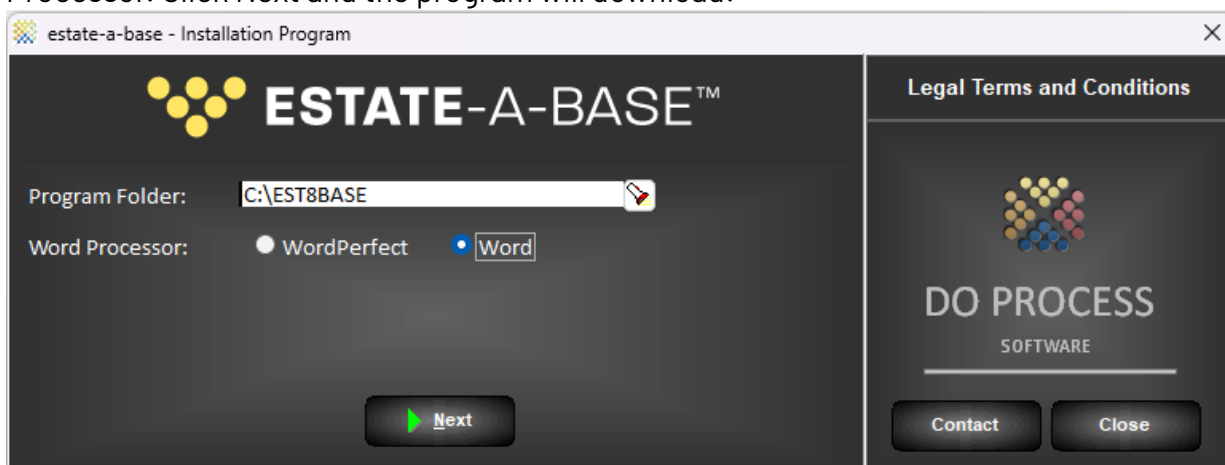 Processor. Click Next and the program will download.
estate-a-base - Installation Program
ESTATE-A-BASE™
Legal Terms and Conditions
Program Folder: C:\EST8BASE
Word Processor: WordPerfect Word
DO PROCESS
SOFTWARE
Next
Contact Close